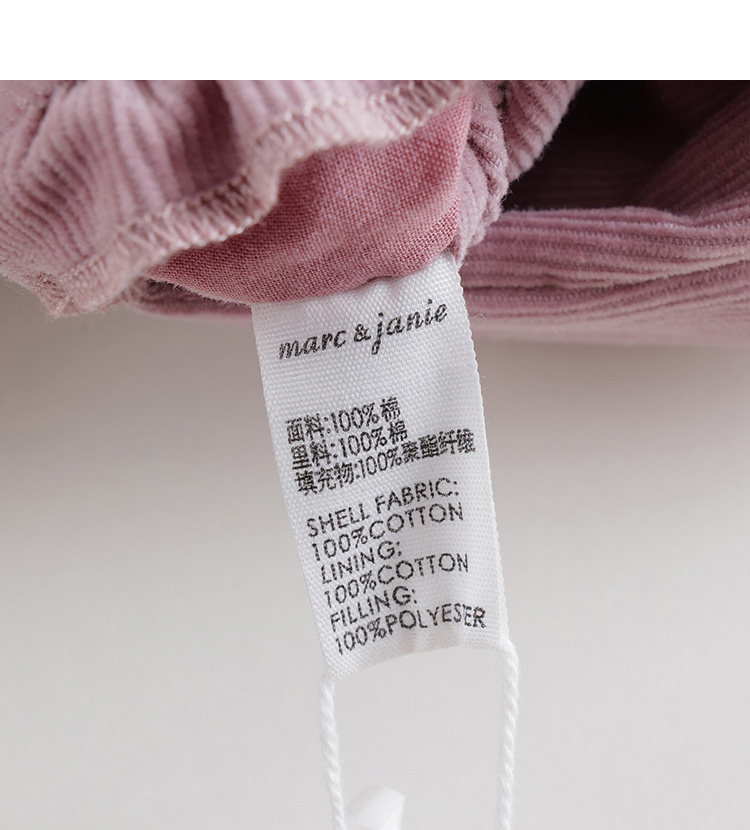 marc & janie
面料:100%棉
里料:100%棉
填充物:100%聚酯纤维
SHELL FABRIC:
100%COTTON
LINING:
100%COTTON
FILLING:
100%POLYESTER